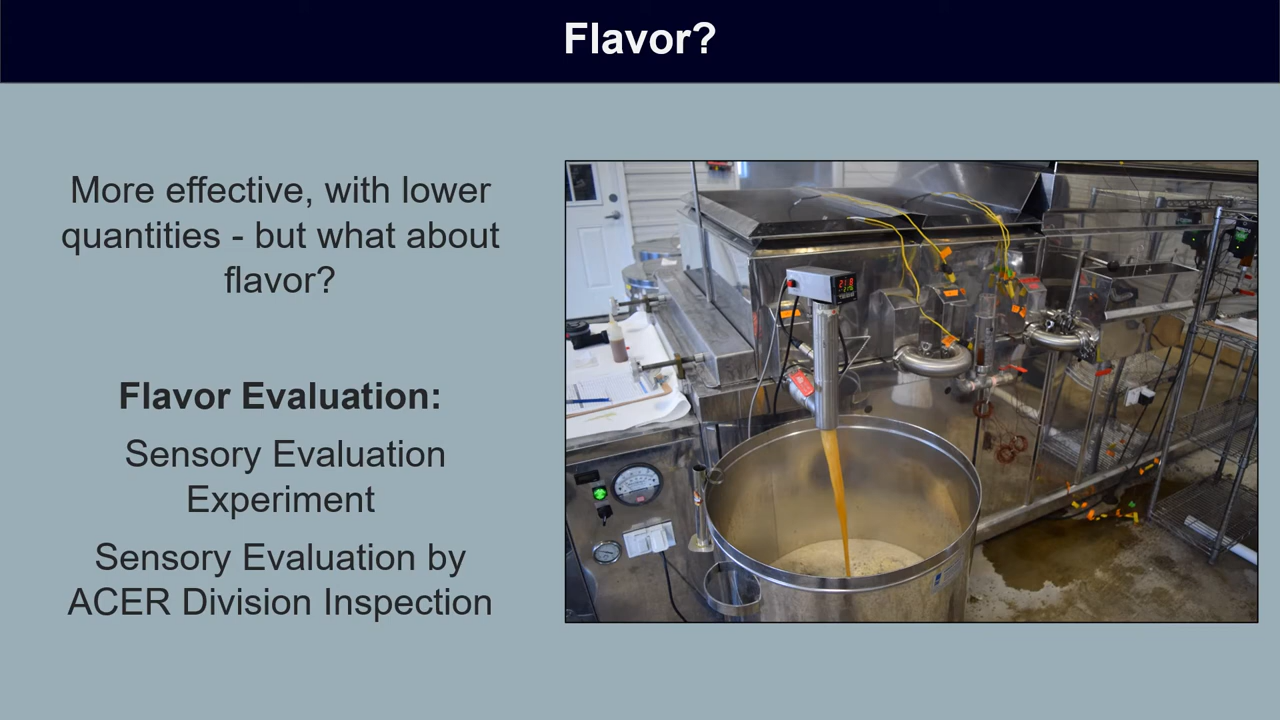 Flavor?
More effective, with lower
quantities - but what about
flavor?
Flavor Evaluation:
Sensory Evaluation
Experiment
Sensory Evaluation by
ACER Division Inspection